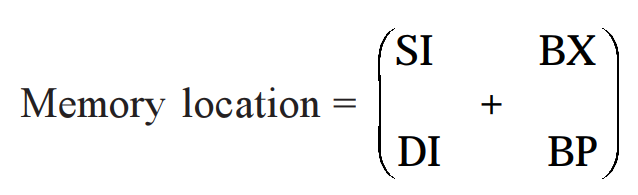 SI BX
Memory location = ( + )
DI BP